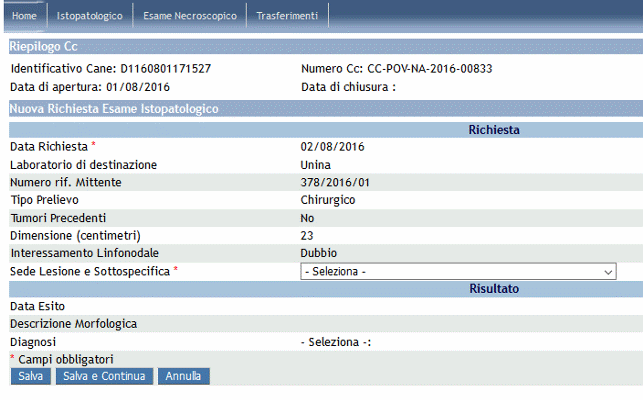 Home Istopatologico Esame Necroscopico Trasferimenti
Riepilogo Cc
Identificativo Cane: D1160801171527 Numero Cc: CC-POV-NA-2016-00833
Data di apertura: 01/08/2016 Data di chiusura :
Nuova Richiesta Esame Istopatologico
Richiesta
Data Richiesta * 02/08/2016
Laboratorio di destinazione Unina
Numero rif. Mittente 378/2016/01
Tipo Prelievo Chirurgico
Tumori Precedenti No
Dimensione (centimetri) 23
Interessamento Linfonodale Dubbio
Sede Lesione e Sottospecifica * - Seleziona -
Risultato
Data Esito
Descrizione Morfologica
Diagnosi - Seleziona -:
* Campi obbligatori
Salva Salva e Continua Annulla